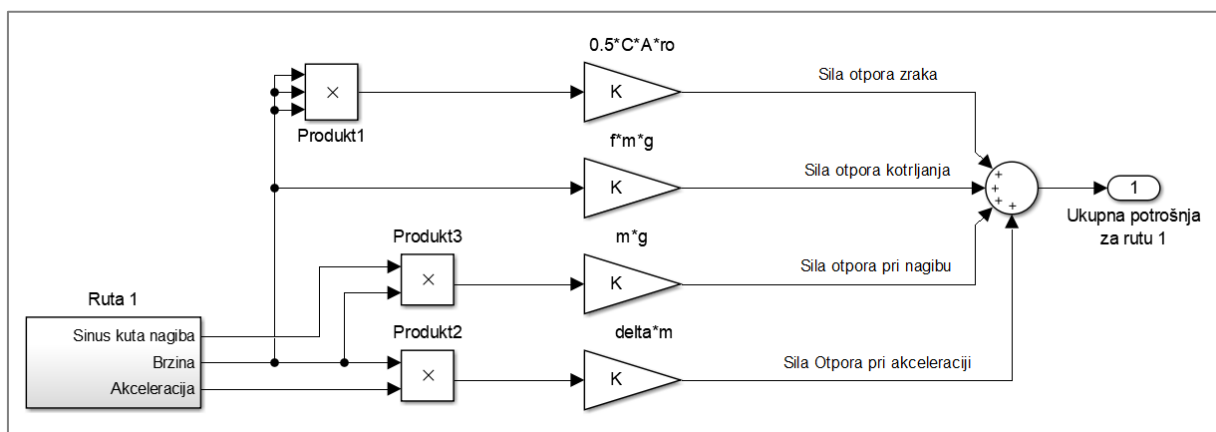 0.5*C*A*ro
Sila otpora zraka
×
K
Produkt1
f*m*g
Sila otpora kotrljanja
K
+
+
+
+
1
Ukupna potrošnja
za rutu 1
Produkt3
m*g
Sila otpora pri nagibu
×
K
Ruta 1
Sinus kuta nagiba
Brzina
Akceleracija
Produkt2
delta*m
Sila Otpora pri akceleraciji
×
K